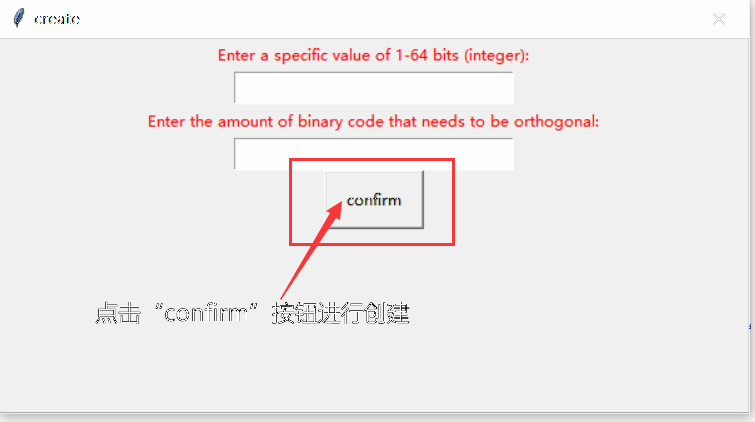 create
Enter a specific value of 1-64 bits (integer):
Enter the amount of binary code that needs to be orthogonal:
confirm
点击 "confirm" 按钮进行创建